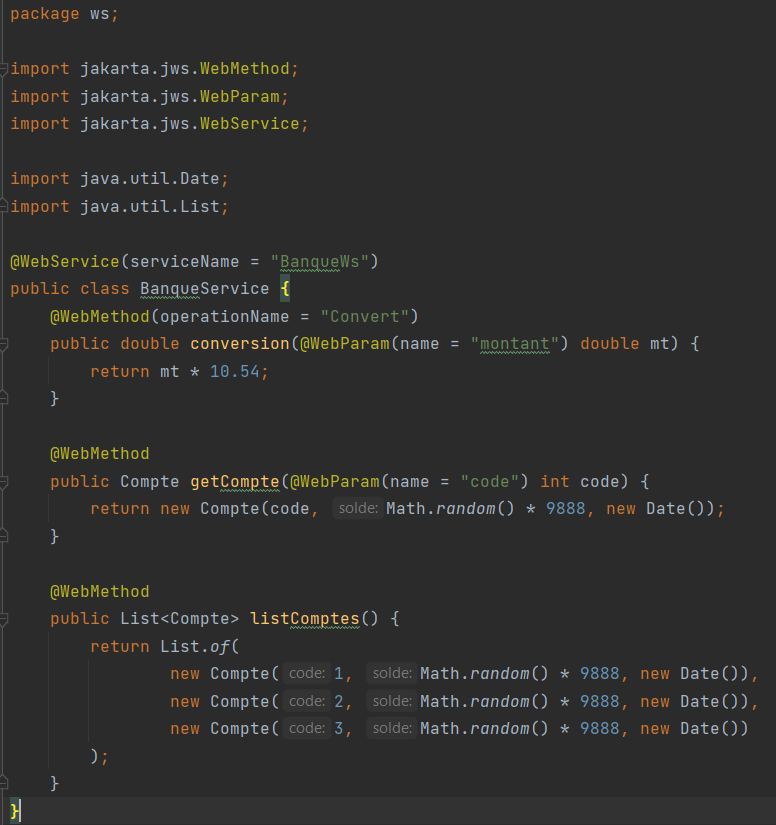 package ws;
import jakarta.jws.WebMethod;
import jakarta.jws.WebParam;
import jakarta.jws.WebService;
import java.util.Date;
import java.util.List;
@WebService(serviceName = "BanqueWs")
public class BanqueService {
@WebMethod(operationName = "Convert")
public double conversion(@WebParam(name = "montant") double mt) {
return mt * 10.54;
}
@WebMethod
public Compte getCompte(@WebParam(name = "code") int code) {
return new Compte(code, solde: Math.random() * 9888, new Date());
}
@WebMethod
public List<Compte> listComptes() {
return List.of(
new Compte( code: 1, solde: Math.random() * 9888, new Date()),
new Compte( code: 2, solde: Math.random() * 9888, new Date()),
new Compte( code: 3, solde: Math.random() * 9888, new Date())
);
}
}